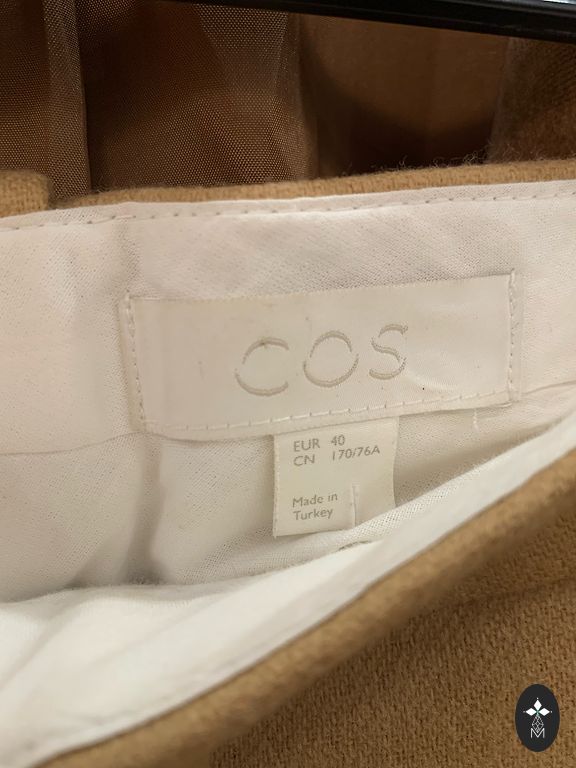 COS
EUR 40
CN 170/76A
Made in
Turkey
M